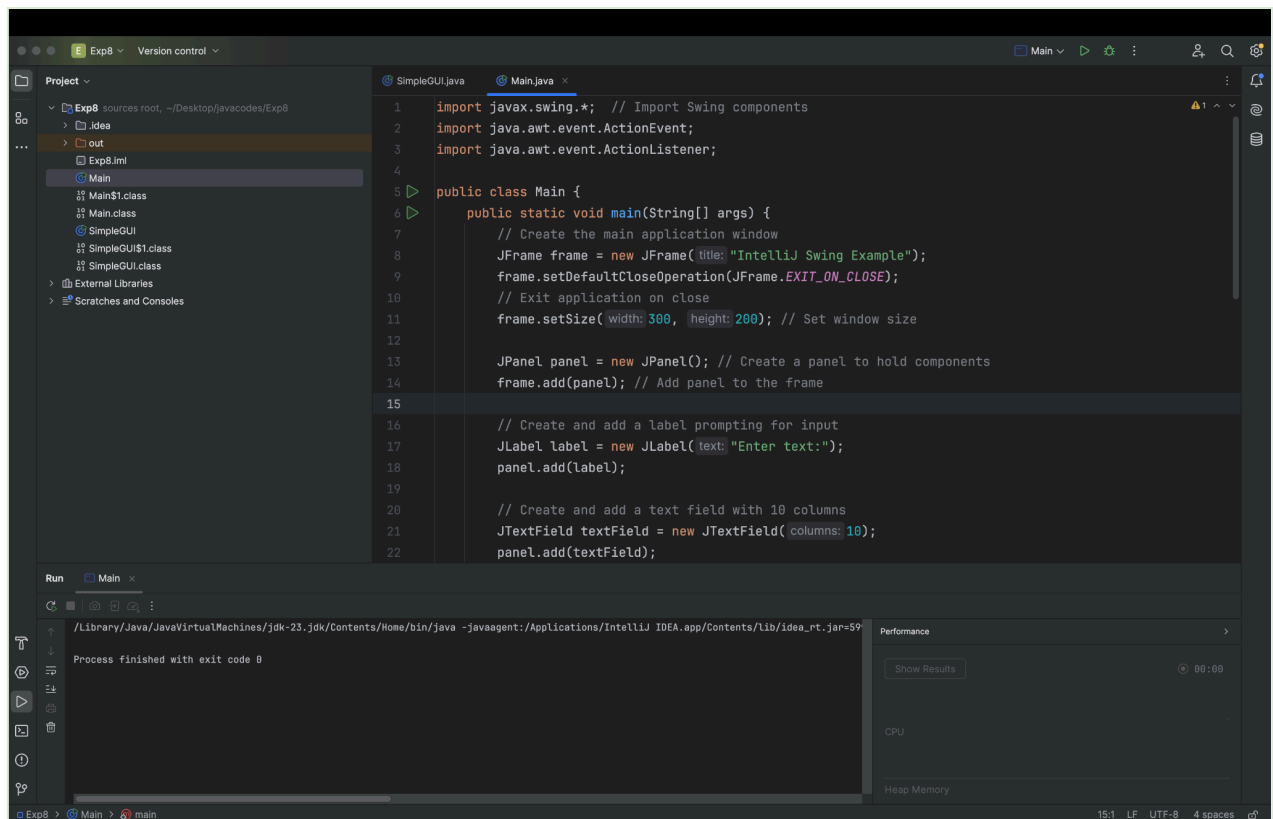 E Exp8 Version control Main
Project
Exp8 sources root, ~/Desktop/javacodes/Exp8
.idea
out
Exp8.iml
Main
Main$1.class
Main.class
SimpleGUI
SimpleGUI$1.class
SimpleGUI.class
External Libraries
Scratches and Consoles
SimpleGUI.java Main.java
1 import javax.swing.*; // Import Swing components
2 import java.awt.event.ActionEvent;
3 import java.awt.event.ActionListener;
4
5 public class Main {
6 public static void main(String[] args) {
7 // Create the main application window
8 JFrame frame = new JFrame( title: "IntelliJ Swing Example");
9 frame.setDefaultCloseOperation(JFrame.EXIT_ON_CLOSE);
10 // Exit application on close
11 frame.setSize( width: 300, height: 200); // Set window size
12
13 JPanel panel = new JPanel(); // Create a panel to hold components
14 frame.add(panel); // Add panel to the frame
15
16 // Create and add a label prompting for input
17 JLabel label = new JLabel( text: "Enter text:");
18 panel.add(label);
19
20 // Create and add a text field with 10 columns
21 JTextField textField = new JTextField( columns: 10);
22 panel.add(textField);
1
Run Main
/Library/Java/JavaVirtualMachines/jdk-23.jdk/Contents/Home/bin/java -javaagent:/Applications/IntelliJ IDEA.app/Contents/lib/idea_rt.jar=59
Process finished with exit code 0
Performance
Show Results 00:00
CPU
Heap Memory
Exp8 > Main > main 15:1 LF UTF-8 4 spaces